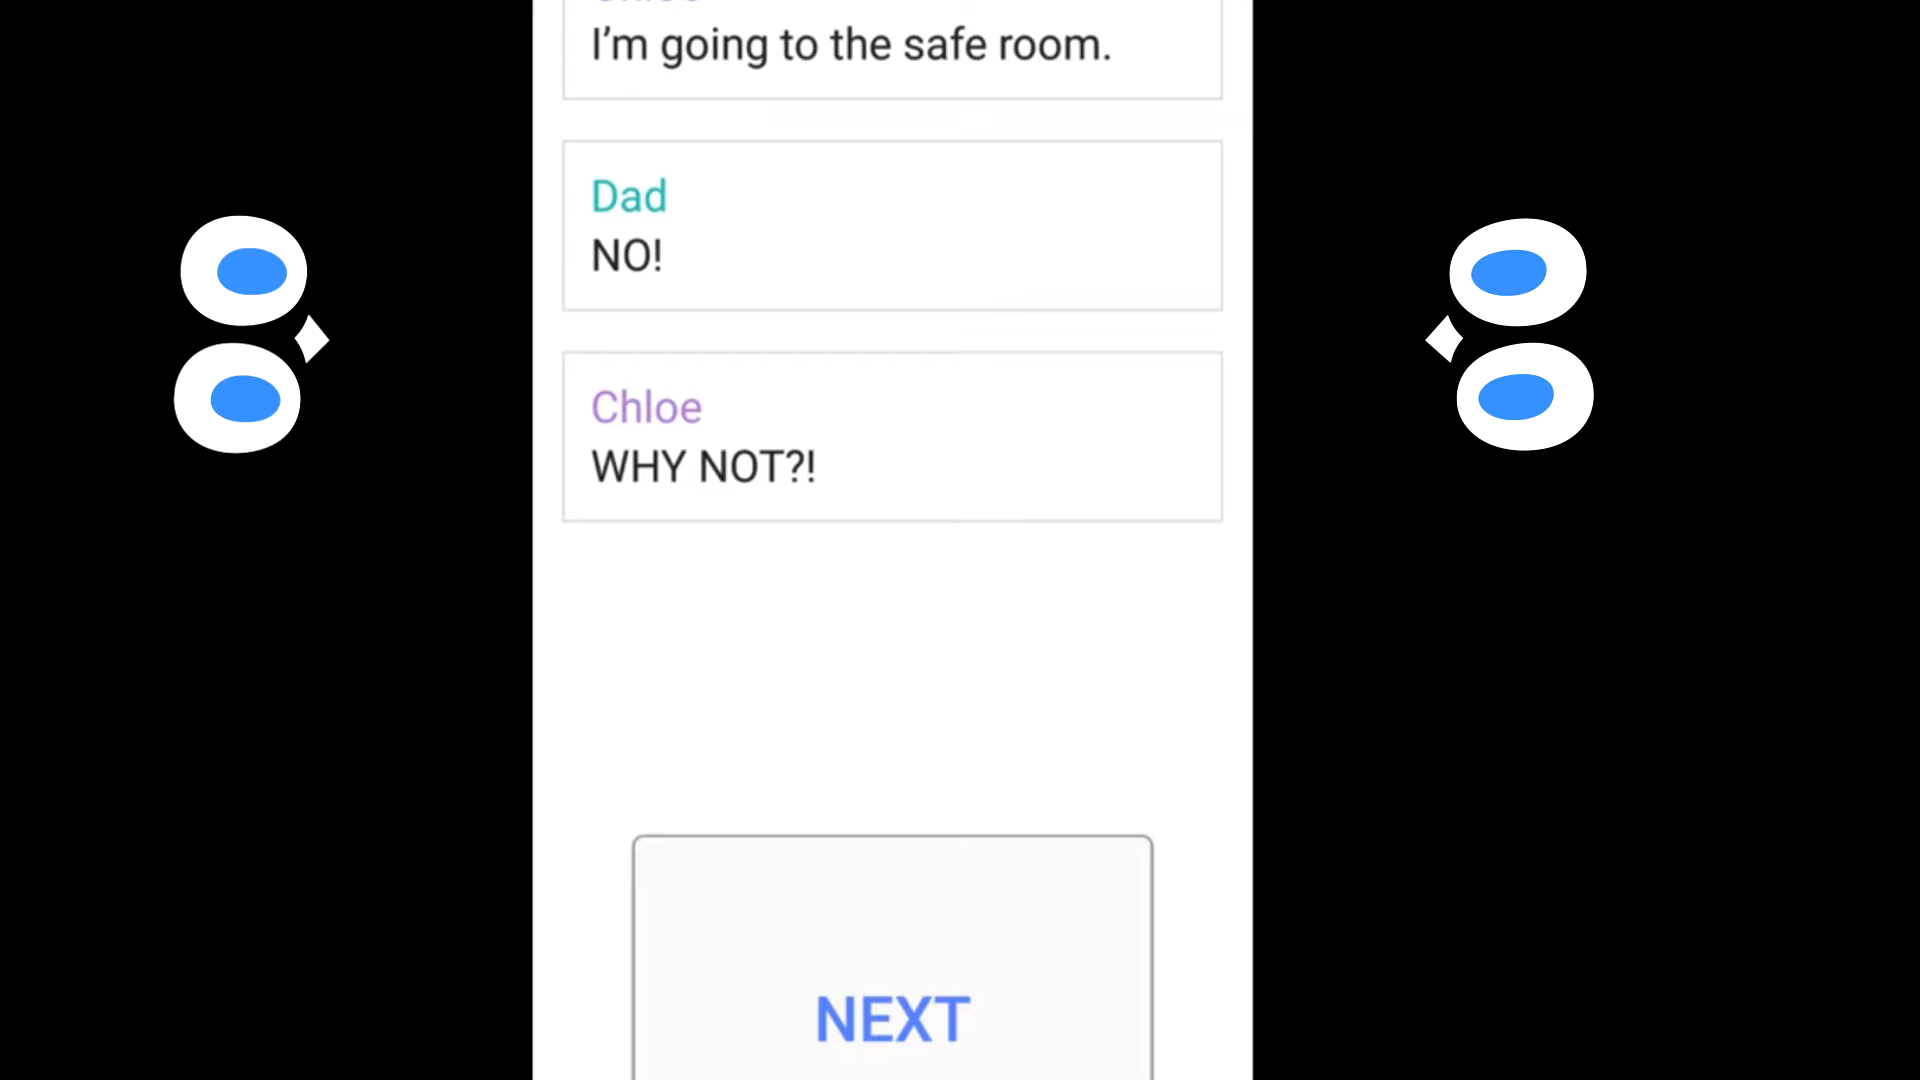 I’m going to the safe room.
Dad
NO!
Chloe
WHY NOT?!
NEXT